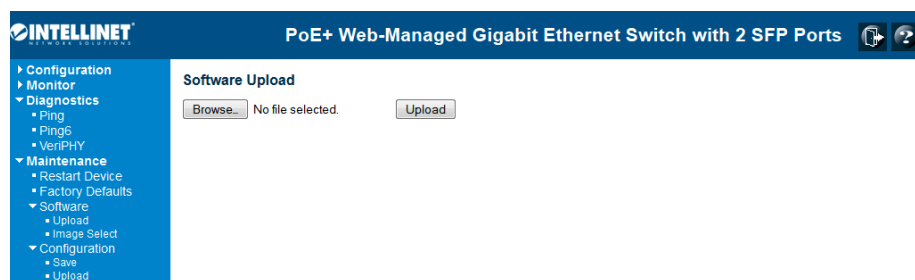 INTELLINET
NETWORK SOLUTIONS
PoE+ Web-Managed Gigabit Ethernet Switch with 2 SFP Ports
Configuration
Monitor
Diagnostics
Ping
Ping6
VeriPHY
Maintenance
Restart Device
Factory Defaults
Software
Upload
Image Select
Configuration
Save
Upload
Software Upload
Browse... No file selected. Upload